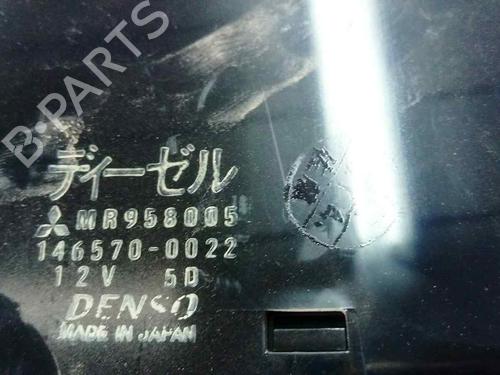 B-PARTS
ディーゼル
MR958005
146570-0022
12V 5D
DENSO
MADE IN JAPAN